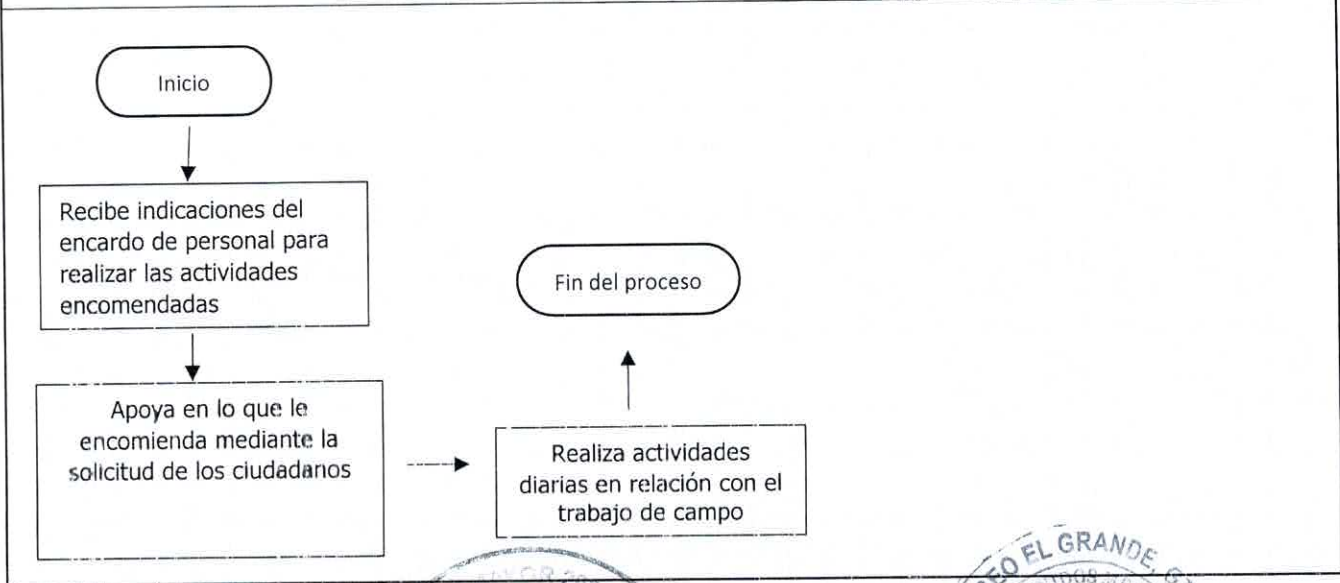 Inicio
Recibe indicaciones del
encardo de personal para
realizar las actividades
encomendadas
Apoya en lo que le
encomienda mediante la
solicitud de los ciudadanos
Realiza actividades
diarias en relación con el
trabajo de campo
Fin del proceso
EL GRANDE,